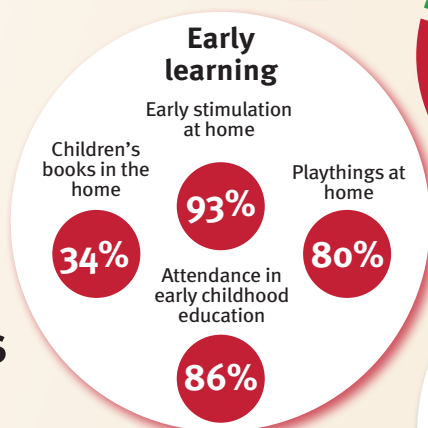 Early
learning
Early stimulation
at home
93%
Children's
books in the
home
34%
Playthings at
home
80%
Attendance in
early childhood
education
86%
s